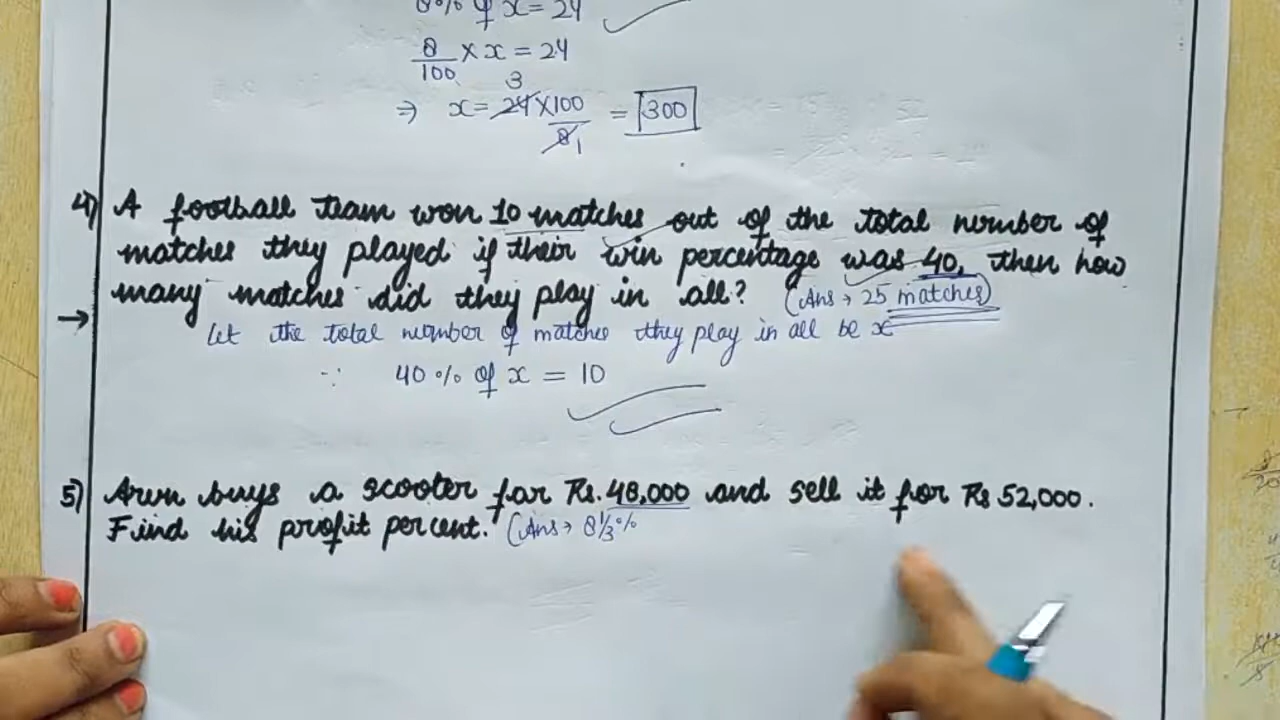 8% of x = 24
8/100 × x = 24
3
⇒ x = 24×100/8 1 = 300
4) A football team won 10 matches out of the total number of
matches they played if their win percentage was 40, then how
many matches did they play in all? (Ans → 25 matches)
→ Let the total number of matches they play in all be x
∵ 40% of x = 10
5) Arun buys a scooter for Rs. 48,000 and sell it for Rs 52,000.
Find his profit percent. (Ans → 8 1/3 %